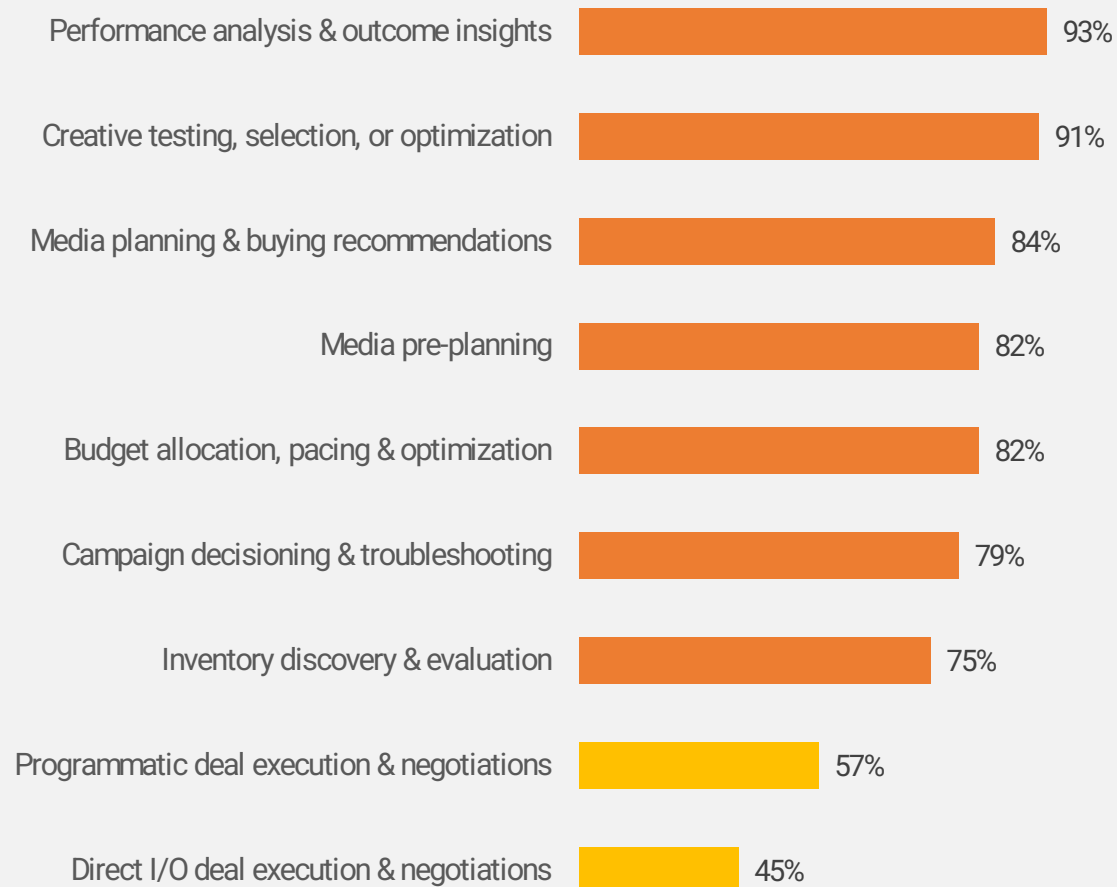 Performance analysis & outcome insights 93%
Creative testing, selection, or optimization 91%
Media planning & buying recommendations 84%
Media pre-planning 82%
Budget allocation, pacing & optimization 82%
Campaign decisioning & troubleshooting 79%
Inventory discovery & evaluation 75%
Programmatic deal execution & negotiations 57%
Direct I/O deal execution & negotiations 45%